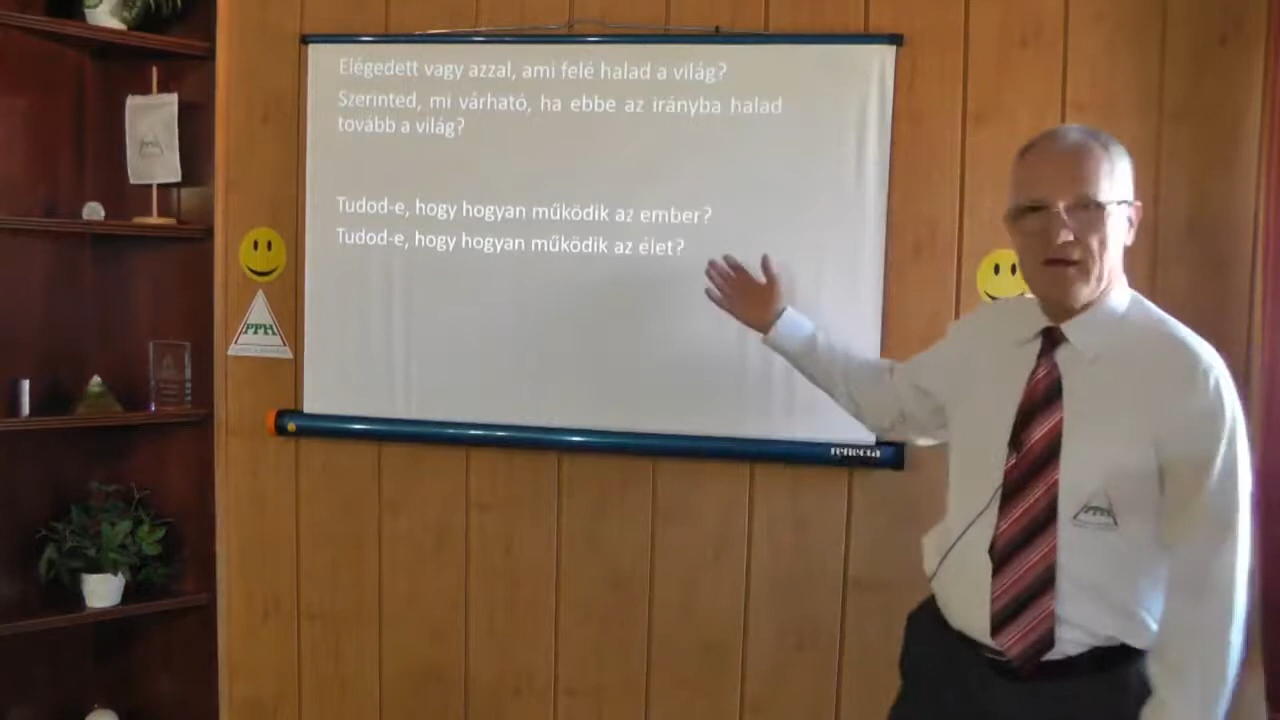 Elégedett vagy azzal, ami felé halad a világ?
Szerinted, mi várható, ha ebbe az irányba halad
tovább a világ?
Tudod-e, hogy hogyan működik az ember?
Tudod-e, hogy hogyan működik az élet?
PPH
reflecta